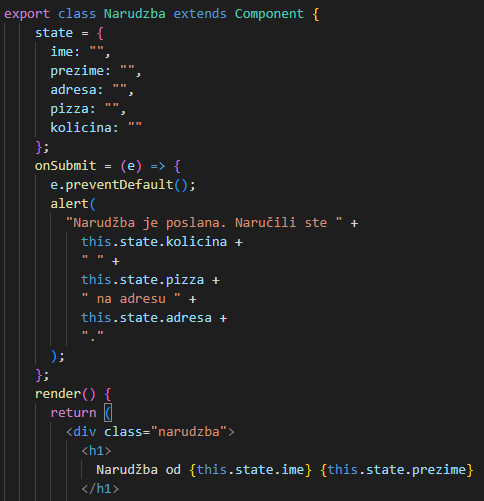 export class Narudzba extends Component {
state = {
ime: "",
prezime: "",
adresa: "",
pizza: "",
kolicina: ""
};
onSubmit = (e) => {
e.preventDefault();
alert(
"Narudžba je poslana. Naručili ste " +
this.state.kolicina +
" " +
this.state.pizza +
" na adresu " +
this.state.adresa +
"."
);
};
render() {
return (
<div class="narudzba">
<h1>
Narudžba od {this.state.ime} {this.state.prezime}
</h1>